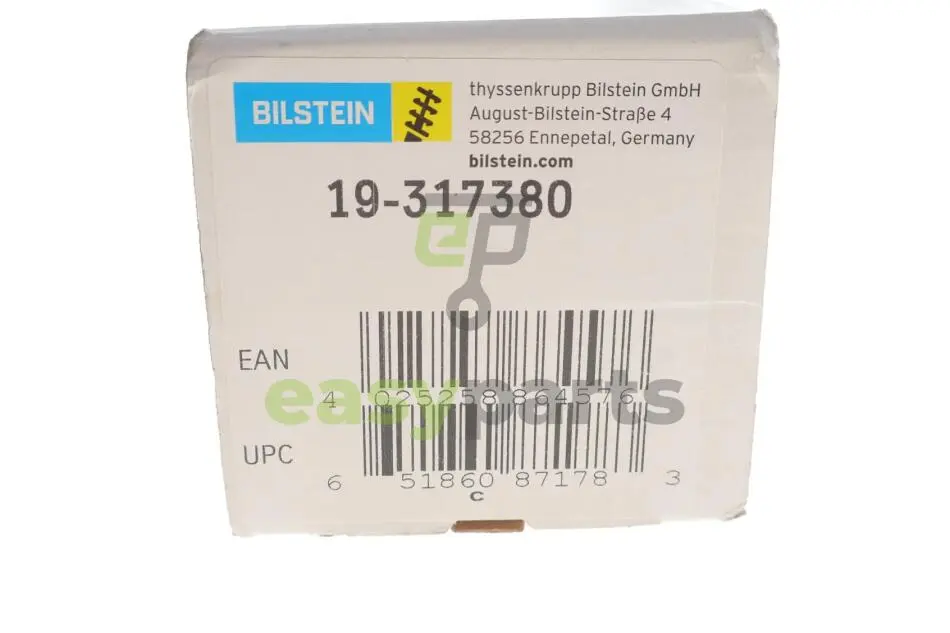 BILSTEIN
thyssenkrupp Bilstein GmbH
August-Bilstein-Straße 4
58256 Ennepetal, Germany
bilstein.com
19-317380
ep
EAN
4 025258 864576
easyparts
UPC
6 51860 87178 3
C